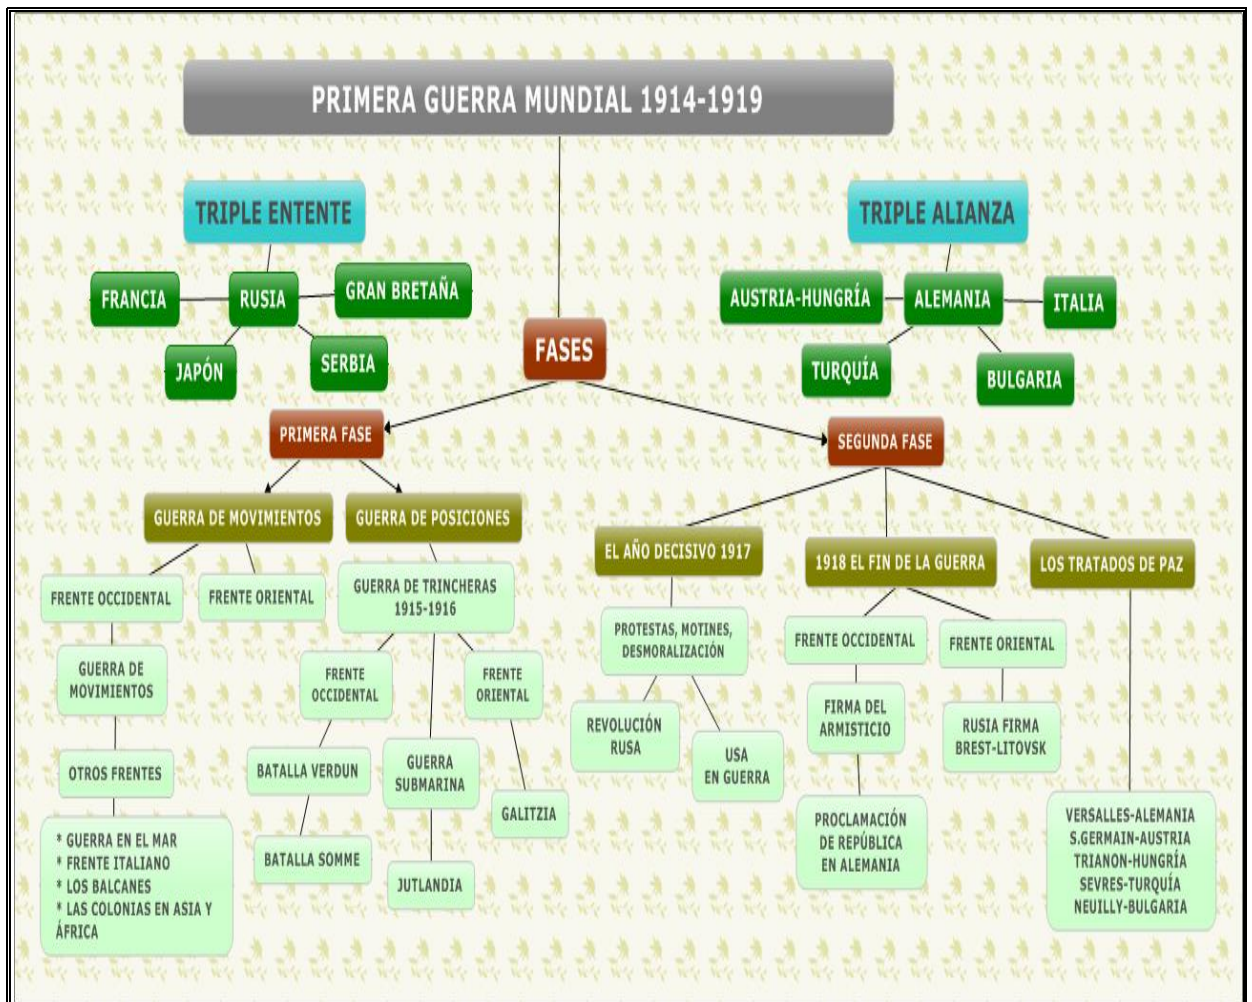 PRIMERA GUERRA MUNDIAL 1914-1919
TRIPLE ENTENTE
FRANCIA
RUSIA
GRAN BRETAÑA
JAPÓN
SERBIA
TRIPLE ALIANZA
AUSTRIA-HUNGRÍA
ALEMANIA
ITALIA
TURQUÍA
BULGARIA
FASES
PRIMERA FASE
GUERRA DE MOVIMIENTOS
FRENTE OCCIDENTAL
GUERRA DE
MOVIMIENTOS
OTROS FRENTES
* GUERRA EN EL MAR
* FRENTE ITALIANO
* LOS BALCANES
* LAS COLONIAS EN ASIA Y
ÁFRICA
FRENTE ORIENTAL
GUERRA DE POSICIONES
GUERRA DE TRINCHERAS
1915-1916
FRENTE
OCCIDENTAL
BATALLA VERDUN
BATALLA SOMME
GUERRA
SUBMARINA
JUTLANDIA
FRENTE
ORIENTAL
GALITZIA
SEGUNDA FASE
EL AÑO DECISIVO 1917
PROTESTAS, MOTINES,
DESMORALIZACIÓN
REVOLUCIÓN
RUSA
USA
EN GUERRA
1918 EL FIN DE LA GUERRA
FRENTE OCCIDENTAL
FIRMA DEL
ARMISTICIO
PROCLAMACIÓN
DE REPÚBLICA
EN ALEMANIA
FRENTE ORIENTAL
RUSIA FIRMA
BREST-LITOVSK
LOS TRATADOS DE PAZ
VERSALLES-ALEMANIA
S.GERMAIN-AUSTRIA
TRIANON-HUNGRÍA
SEVRES-TURQUÍA
NEUILLY-BULGARIA